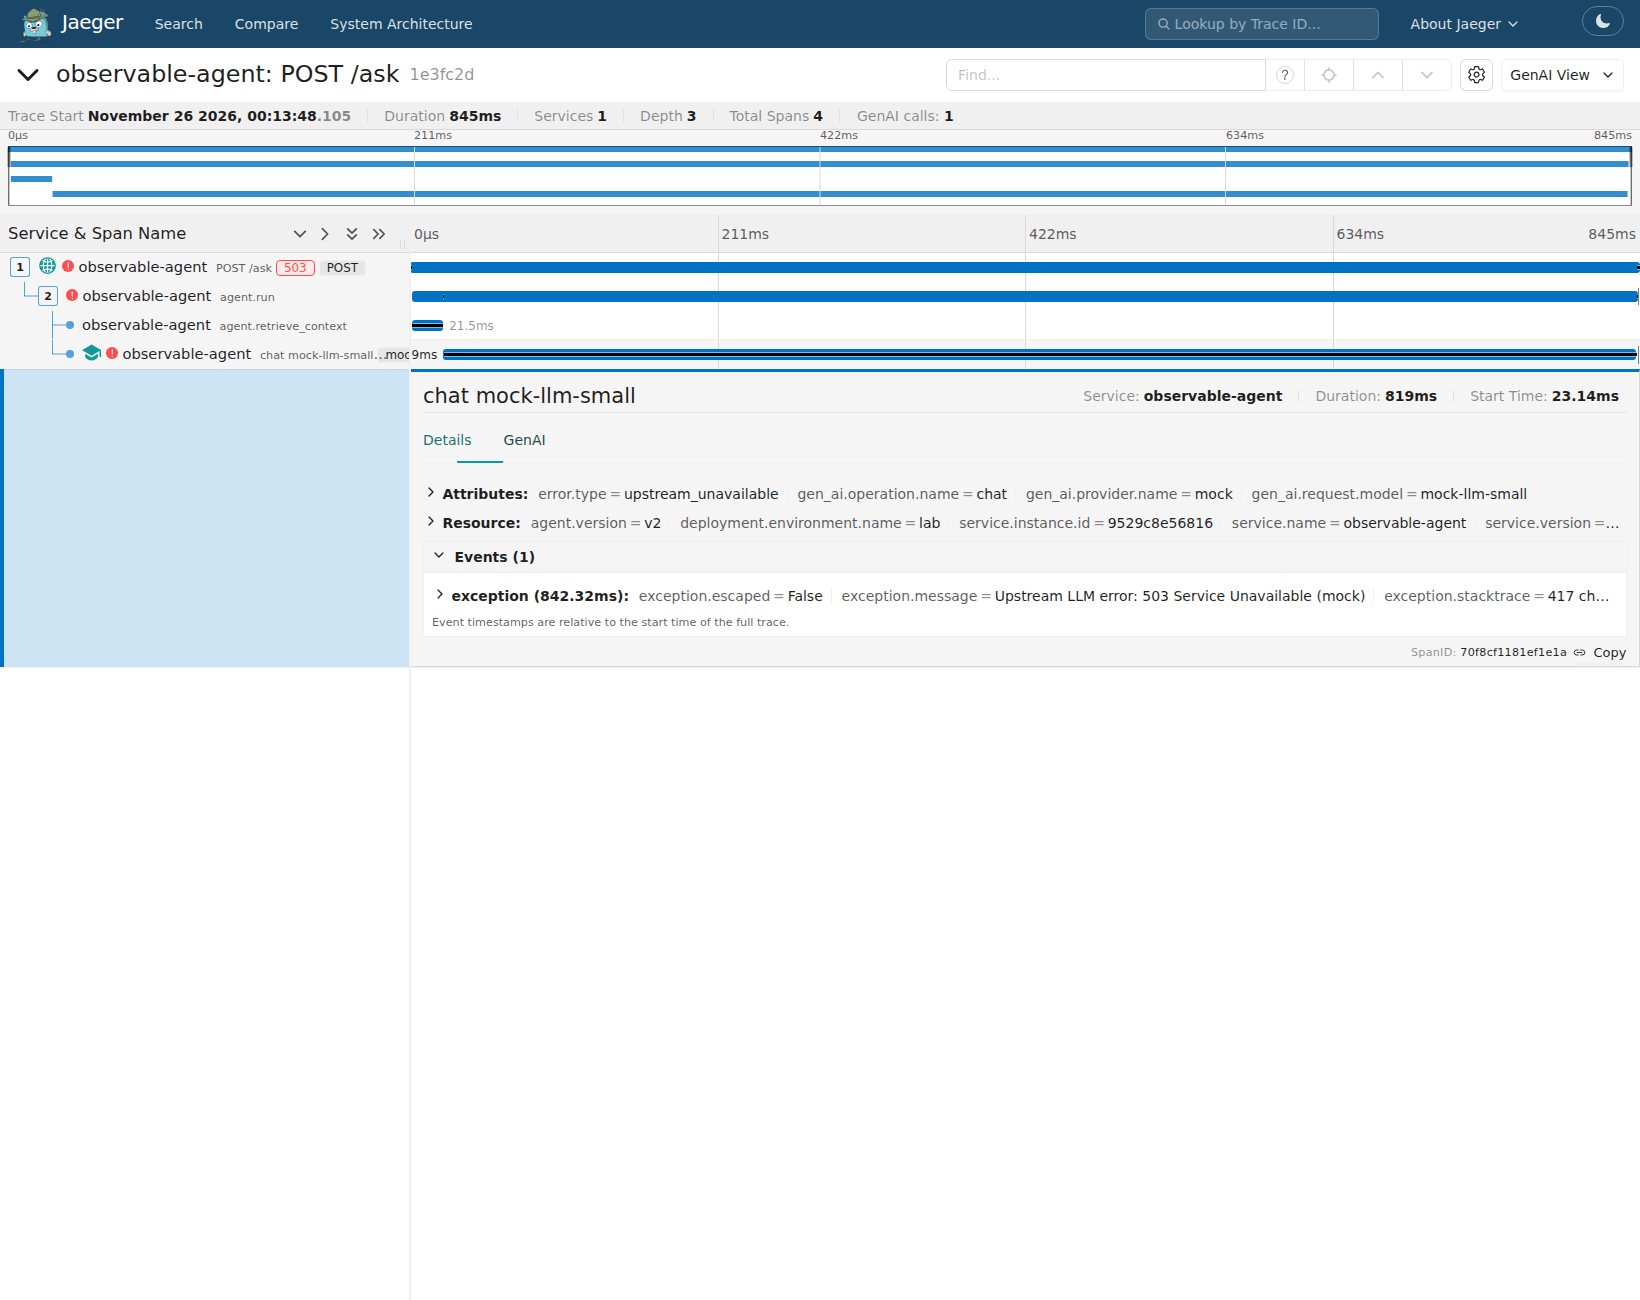 Jaeger Search Compare System Architecture Lookup by Trace ID... About Jaeger
observable-agent: POST /ask 1e3fc2d Find... ? GenAI View
Trace Start November 26 2026, 00:13:48.105 Duration 845ms Services 1 Depth 3 Total Spans 4 GenAI calls: 1
0μs 211ms 422ms 634ms 845ms
Service & Span Name 0μs 211ms 422ms 634ms 845ms
1 observable-agent POST /ask 503 POST
2 observable-agent agent.run
observable-agent agent.retrieve_context 21.5ms
observable-agent chat mock-llm-small... moc 9ms
chat mock-llm-small Service: observable-agent Duration: 819ms Start Time: 23.14ms
Details GenAI
Attributes: error.type = upstream_unavailable gen_ai.operation.name = chat gen_ai.provider.name = mock gen_ai.request.model = mock-llm-small
Resource: agent.version = v2 deployment.environment.name = lab service.instance.id = 9529c8e56816 service.name = observable-agent service.version = ...
Events (1)
exception (842.32ms): exception.escaped = False exception.message = Upstream LLM error: 503 Service Unavailable (mock) exception.stacktrace = 417 ch...
Event timestamps are relative to the start time of the full trace.
SpanID: 70f8cf1181ef1e1a Copy